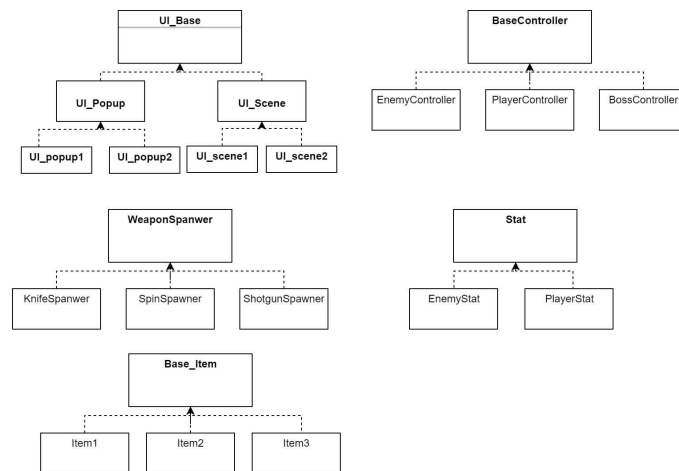 UI_Base
BaseController
UI_Popup
UI_Scene
EnemyController
PlayerController
BossController
UI_popup1
UI_popup2
UI_scene1
UI_scene2
WeaponSpanwer
Stat
KnifeSpanwer
SpinSpawner
ShotgunSpawner
EnemyStat
PlayerStat
Base_Item
Item1
Item2
Item3